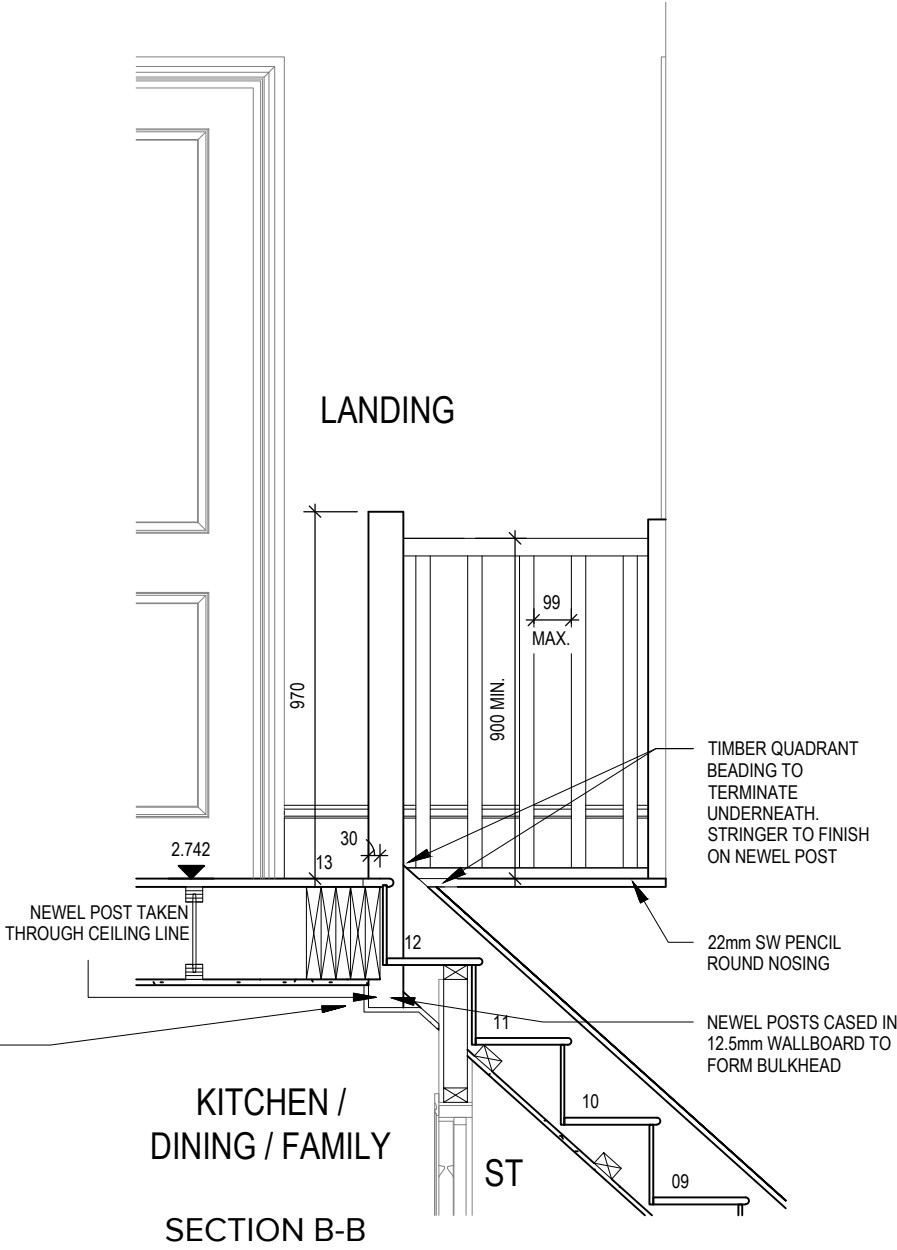 LANDING
99
MAX.
970
900 MIN.
TIMBER QUADRANT
BEADING TO
TERMINATE
UNDERNEATH.
STRINGER TO FINISH
ON NEWEL POST
30
2.742
13
NEWEL POST TAKEN
THROUGH CEILING LINE
12
22mm SW PENCIL
ROUND NOSING
11
NEWEL POSTS CASED IN
12.5mm WALLBOARD TO
FORM BULKHEAD
10
KITCHEN /
DINING / FAMILY
ST
09
SECTION B-B